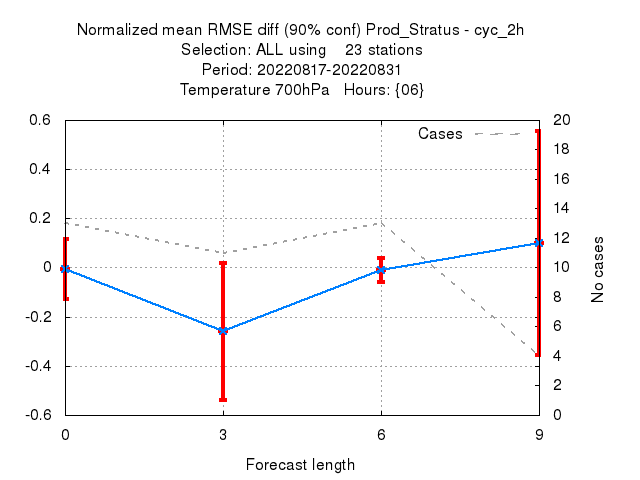 Normalized mean RMSE diff (90% conf) Prod_Stratus - cyc_2h
Selection: ALL using    23 stations
Period: 20220817-20220831
Temperature 700hPa   Hours: {06}
Cases
0.6
0.4
0.2
0
-0.2
-0.4
-0.6
20
18
16
14
12
10
8
6
4
2
0
No cases
0 3 6 9
Forecast length